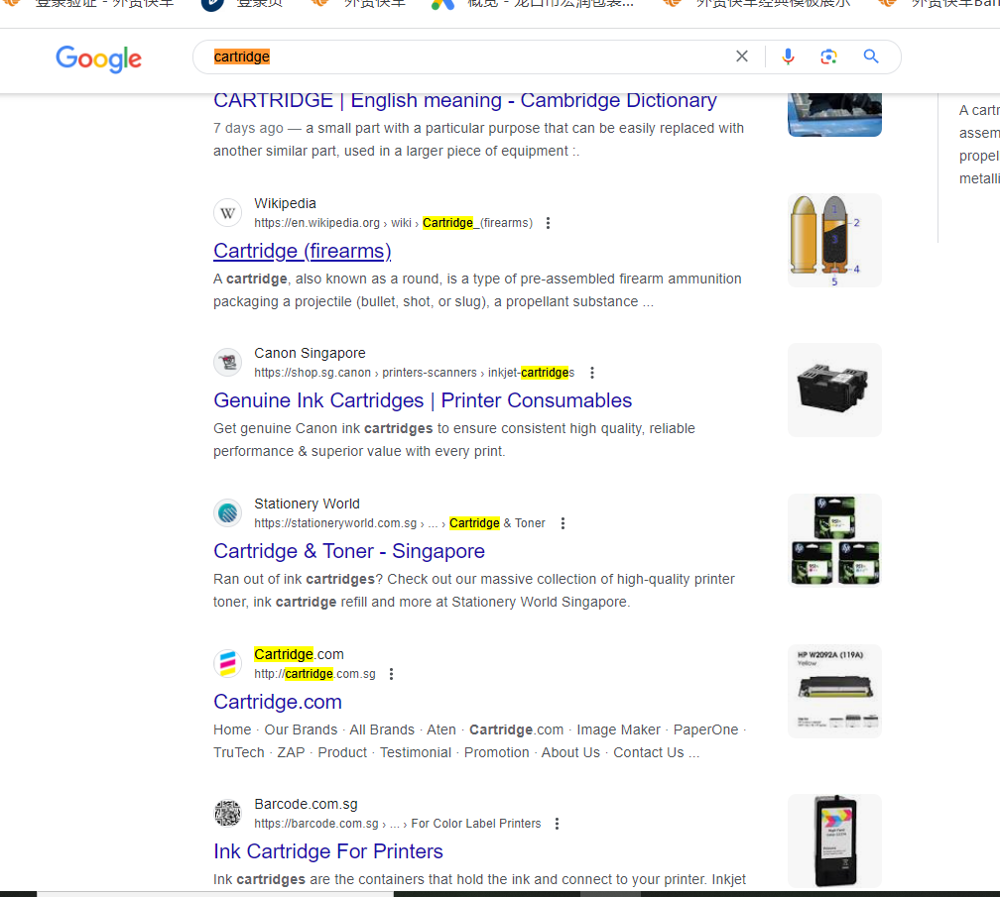 登录验证 - 外贸快车
登录页
外贸快车
概览 - 龙口市宏润包装...
外贸快车经典模板展示
外贸快车Ban
Google
cartridge
CARTRIDGE | English meaning - Cambridge Dictionary
7 days ago — a small part with a particular purpose that can be easily replaced with
another similar part, used in a larger piece of equipment :.
A cartr
assem
propel
metalli
Wikipedia
https://en.wikipedia.org › wiki › Cartridge_(firearms)
Cartridge (firearms)
A cartridge, also known as a round, is a type of pre-assembled firearm ammunition
packaging a projectile (bullet, shot, or slug), a propellant substance ...
1
2
3
4
5
Canon Singapore
https://shop.sg.canon › printers-scanners › inkjet-cartridges
Genuine Ink Cartridges | Printer Consumables
Get genuine Canon ink cartridges to ensure consistent high quality, reliable
performance & superior value with every print.
Stationery World
https://stationeryworld.com.sg › ... › Cartridge & Toner
Cartridge & Toner - Singapore
Ran out of ink cartridges? Check out our massive collection of high-quality printer
toner, ink cartridge refill and more at Stationery World Singapore.
Cartridge.com
http://cartridge.com.sg
Cartridge.com
Home · Our Brands · All Brands · Aten · Cartridge.com · Image Maker · PaperOne ·
TruTech · ZAP · Product · Testimonial · Promotion · About Us · Contact Us ...
HP W2092A (119A)
Yellow
Barcode.com.sg
https://barcode.com.sg › ... › For Color Label Printers
Ink Cartridge For Printers
Ink cartridges are the containers that hold the ink and connect to your printer. Inkjet